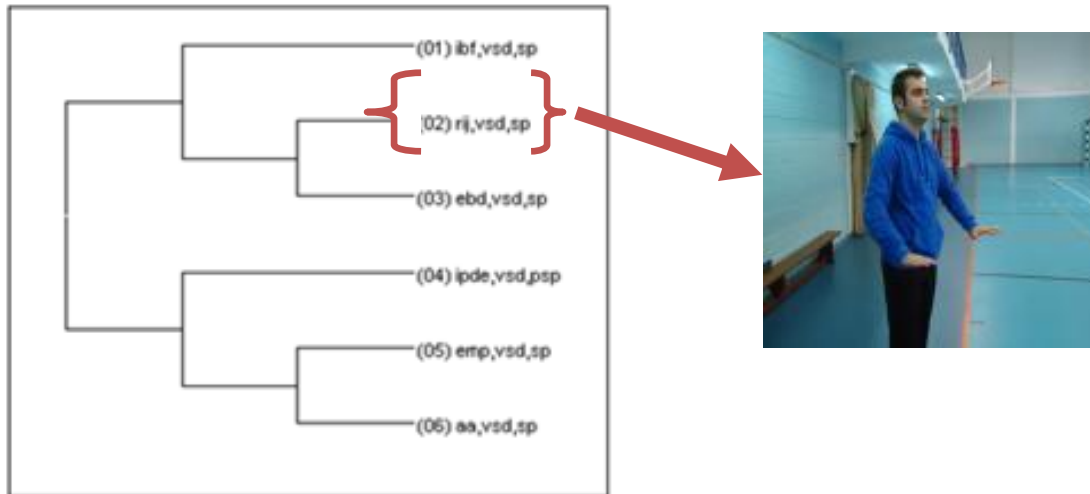 (01) ibf,vsd,sp
(02) rij,vsd,sp
(03) ebd,vsd,sp
(04) ipde,vsd,psp
(05) emp,vsd,sp
(06) aa,vsd,sp